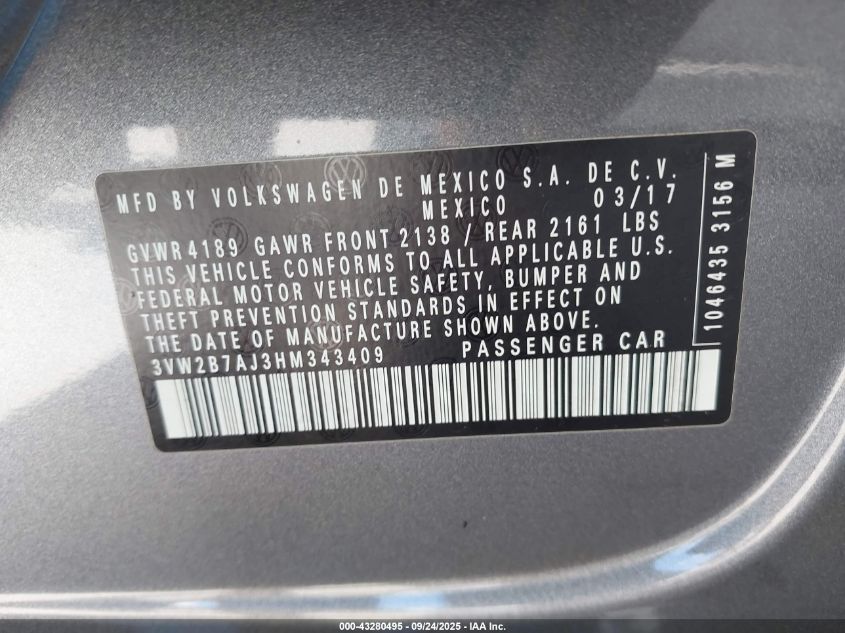 MFD BY VOLKSWAGEN DE MEXICO S.A. DE C.V.
MEXICO 03/17
GVWR 4189 GAWR FRONT 2138 / REAR 2161 LBS
THIS VEHICLE CONFORMS TO ALL APPLICABLE U.S.
FEDERAL MOTOR VEHICLE SAFETY, BUMPER AND
THEFT PREVENTION STANDARDS IN EFFECT ON
THE DATE OF MANUFACTURE SHOWN ABOVE.
3VW2B7AJ3HM343409 PASSENGER CAR
1046435 3156 M
000-43280495 - 09/24/2025 - IAA Inc.